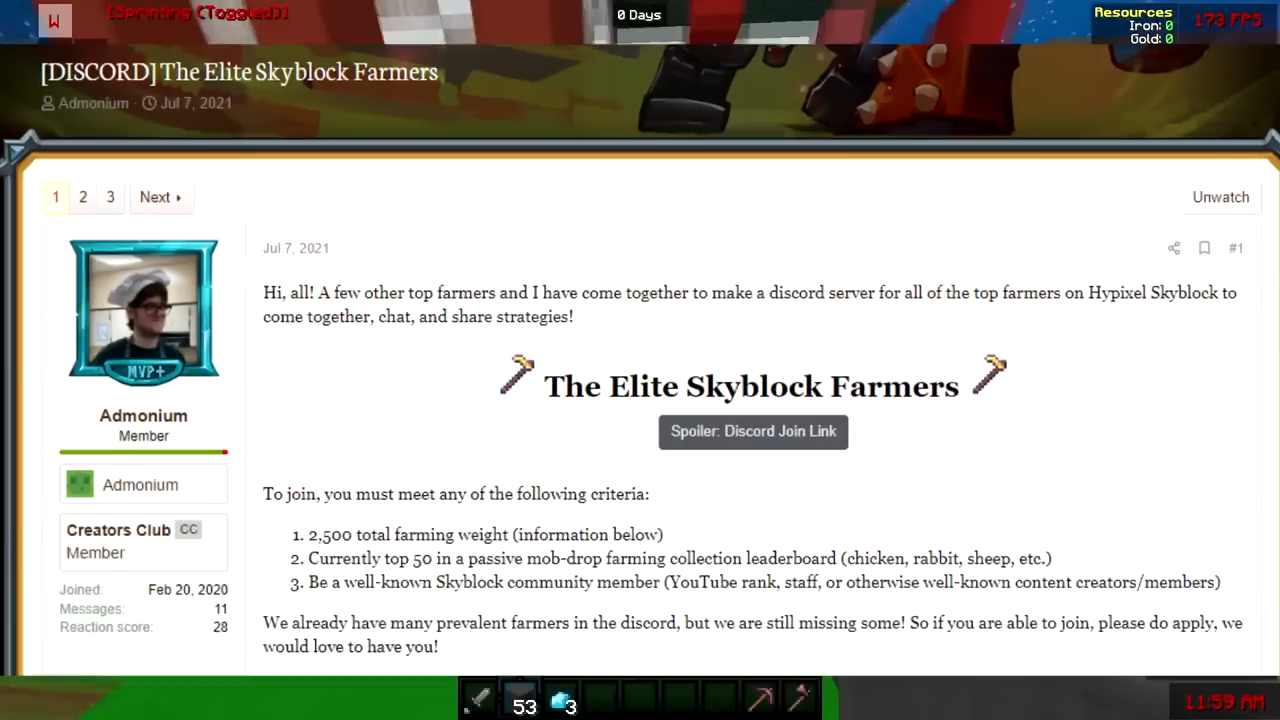 W
[Sprinting (Toggled)]
0 Days
Resources
Iron: 0
Gold: 0
173 FPS
[DISCORD] The Elite Skyblock Farmers
Admonium · Jul 7, 2021
1 2 3 Next
Unwatch
Jul 7, 2021
#1
MVP+
Admonium
Member
Admonium
Creators Club CC
Member
Joined: Feb 20, 2020
Messages: 11
Reaction score: 28
Hi, all! A few other top farmers and I have come together to make a discord server for all of the top farmers on Hypixel Skyblock to
come together, chat, and share strategies!
The Elite Skyblock Farmers
Spoiler: Discord Join Link
To join, you must meet any of the following criteria:
1. 2,500 total farming weight (information below)
2. Currently top 50 in a passive mob-drop farming collection leaderboard (chicken, rabbit, sheep, etc.)
3. Be a well-known Skyblock community member (YouTube rank, staff, or otherwise well-known content creators/members)
We already have many prevalent farmers in the discord, but we are still missing some! So if you are able to join, please do apply, we
would love to have you!
53
3
11:59 AM